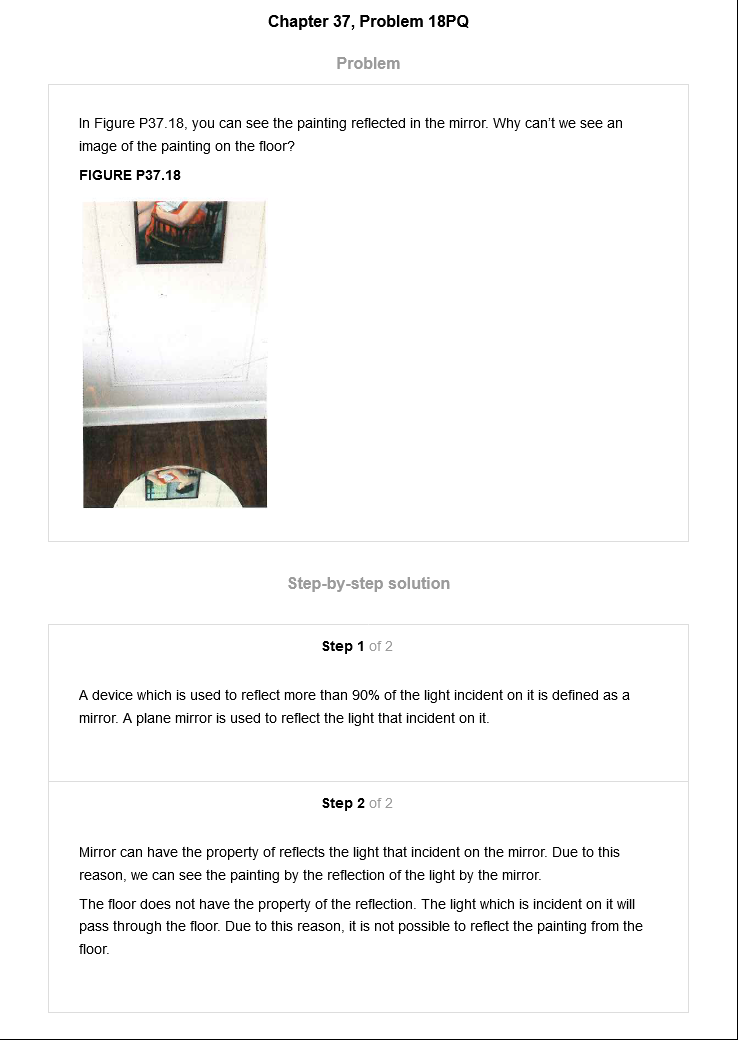 Chapter 37, Problem 18PQ
Problem
In Figure P37.18, you can see the painting reflected in the mirror. Why can’t we see an
image of the painting on the floor?
FIGURE P37.18
Step-by-step solution
Step 1 of 2
A device which is used to reflect more than 90% of the light incident on it is defined as a
mirror. A plane mirror is used to reflect the light that incident on it.
Step 2 of 2
Mirror can have the property of reflects the light that incident on the mirror. Due to this
reason, we can see the painting by the reflection of the light by the mirror.
The floor does not have the property of the reflection. The light which is incident on it will
pass through the floor. Due to this reason, it is not possible to reflect the painting from the
floor.